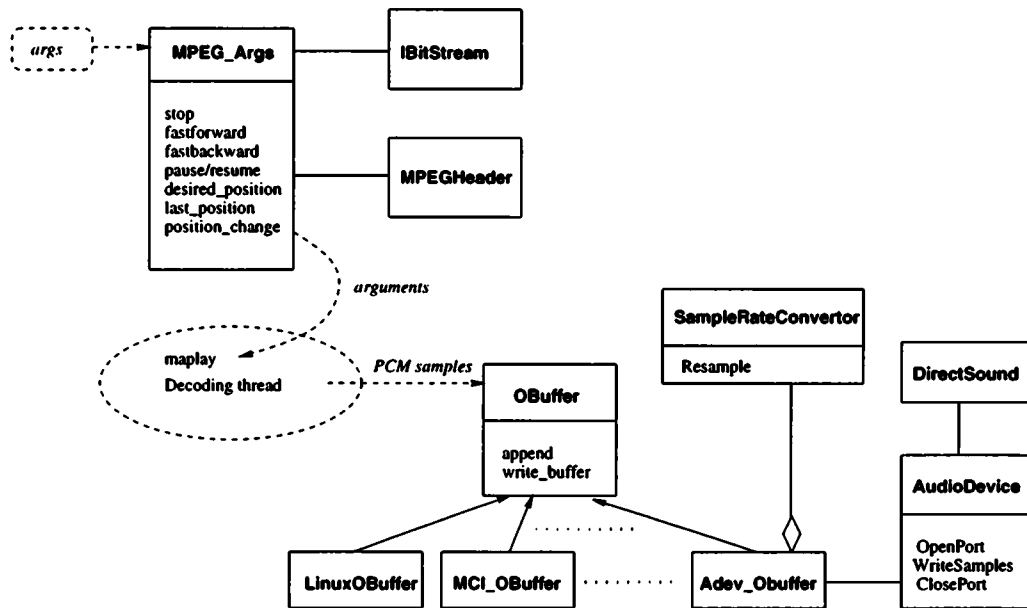 args
MPEG_Args
IBitStream
stop
fastforward
fastbackward
pause/resume
desired_position
last_position
position_change
MPEGHeader
arguments
maplay
Decoding thread
PCM samples
OBuffer
append
write_buffer
SampleRateConvertor
Resample
DirectSound
AudioDevice
OpenPort
WriteSamples
ClosePort
LinuxOBuffer
MCI_OBuffer
Adev_Obuffer